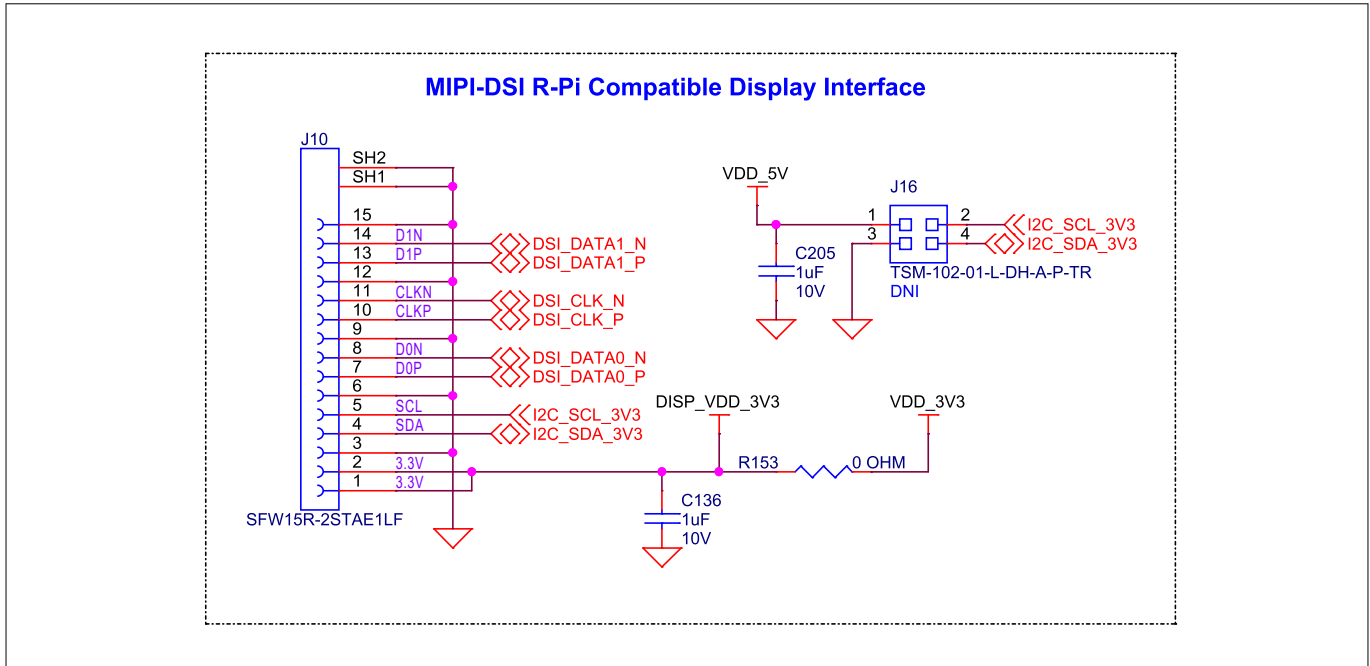 MIPI-DSI R-Pi Compatible Display Interface
J10
SH2
SH1
15
14 D1N DSI_DATA1_N
13 D1P DSI_DATA1_P
12
11 CLKN DSI_CLK_N
10 CLKP DSI_CLK_P
9
8 D0N DSI_DATA0_N
7 D0P DSI_DATA0_P
6
5 SCL I2C_SCL_3V3
4 SDA I2C_SDA_3V3
3
2 3.3V
1 3.3V
SFW15R-2STAE1LF
VDD_5V
J16
1 2 I2C_SCL_3V3
3 4 I2C_SDA_3V3
C205
1uF
10V
TSM-102-01-L-DH-A-P-TR
DNI
DISP_VDD_3V3
VDD_3V3
R153 0 OHM
C136
1uF
10V